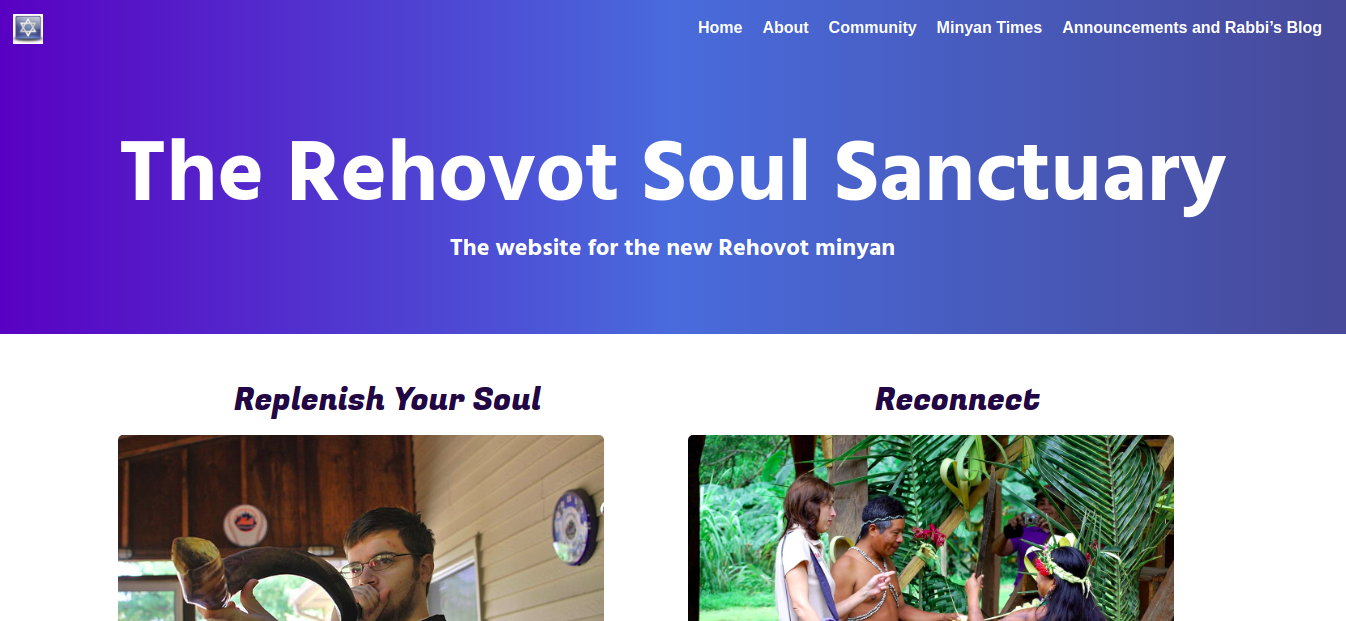 Home About Community Minyan Times Announcements and Rabbi’s Blog
The Rehovot Soul Sanctuary
The website for the new Rehovot minyan
Replenish Your Soul
Reconnect